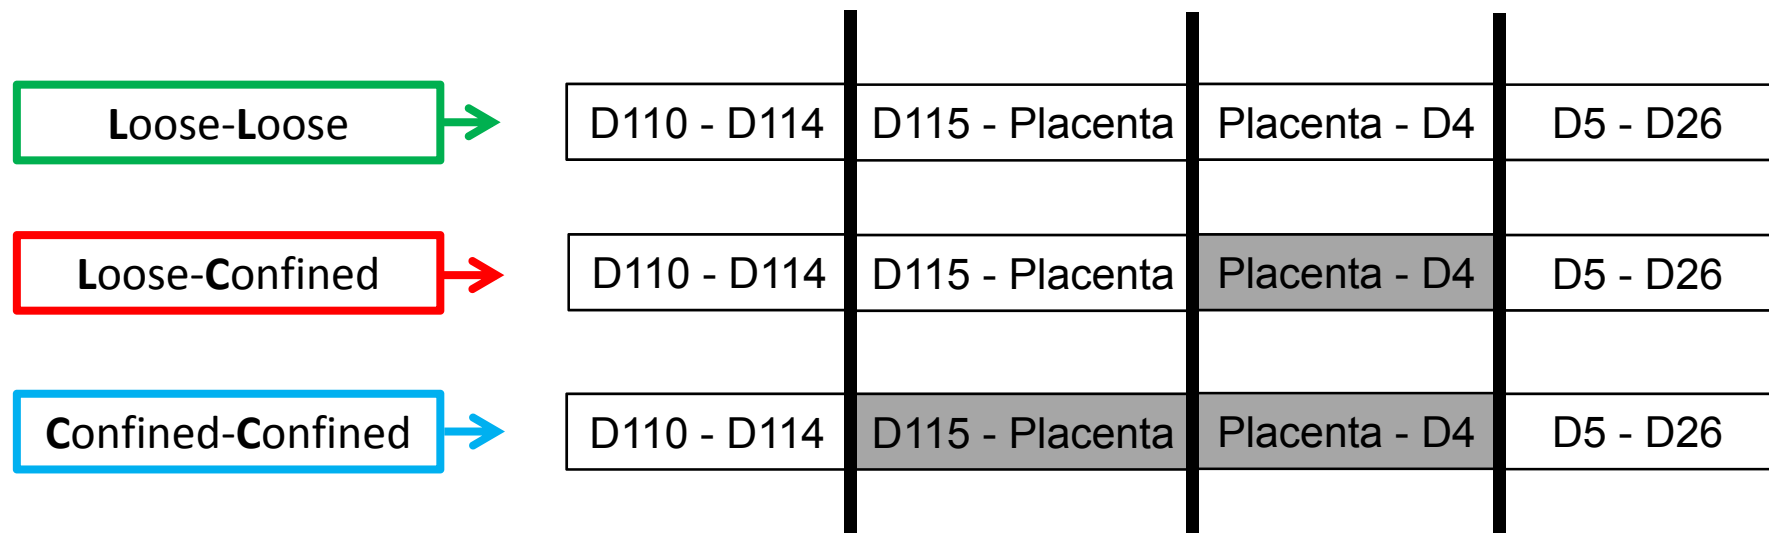 Loose-Loose D110 - D114 D115 - Placenta Placenta - D4 D5 - D26
Loose-Confined D110 - D114 D115 - Placenta Placenta - D4 D5 - D26
Confined-Confined D110 - D114 D115 - Placenta Placenta - D4 D5 - D26